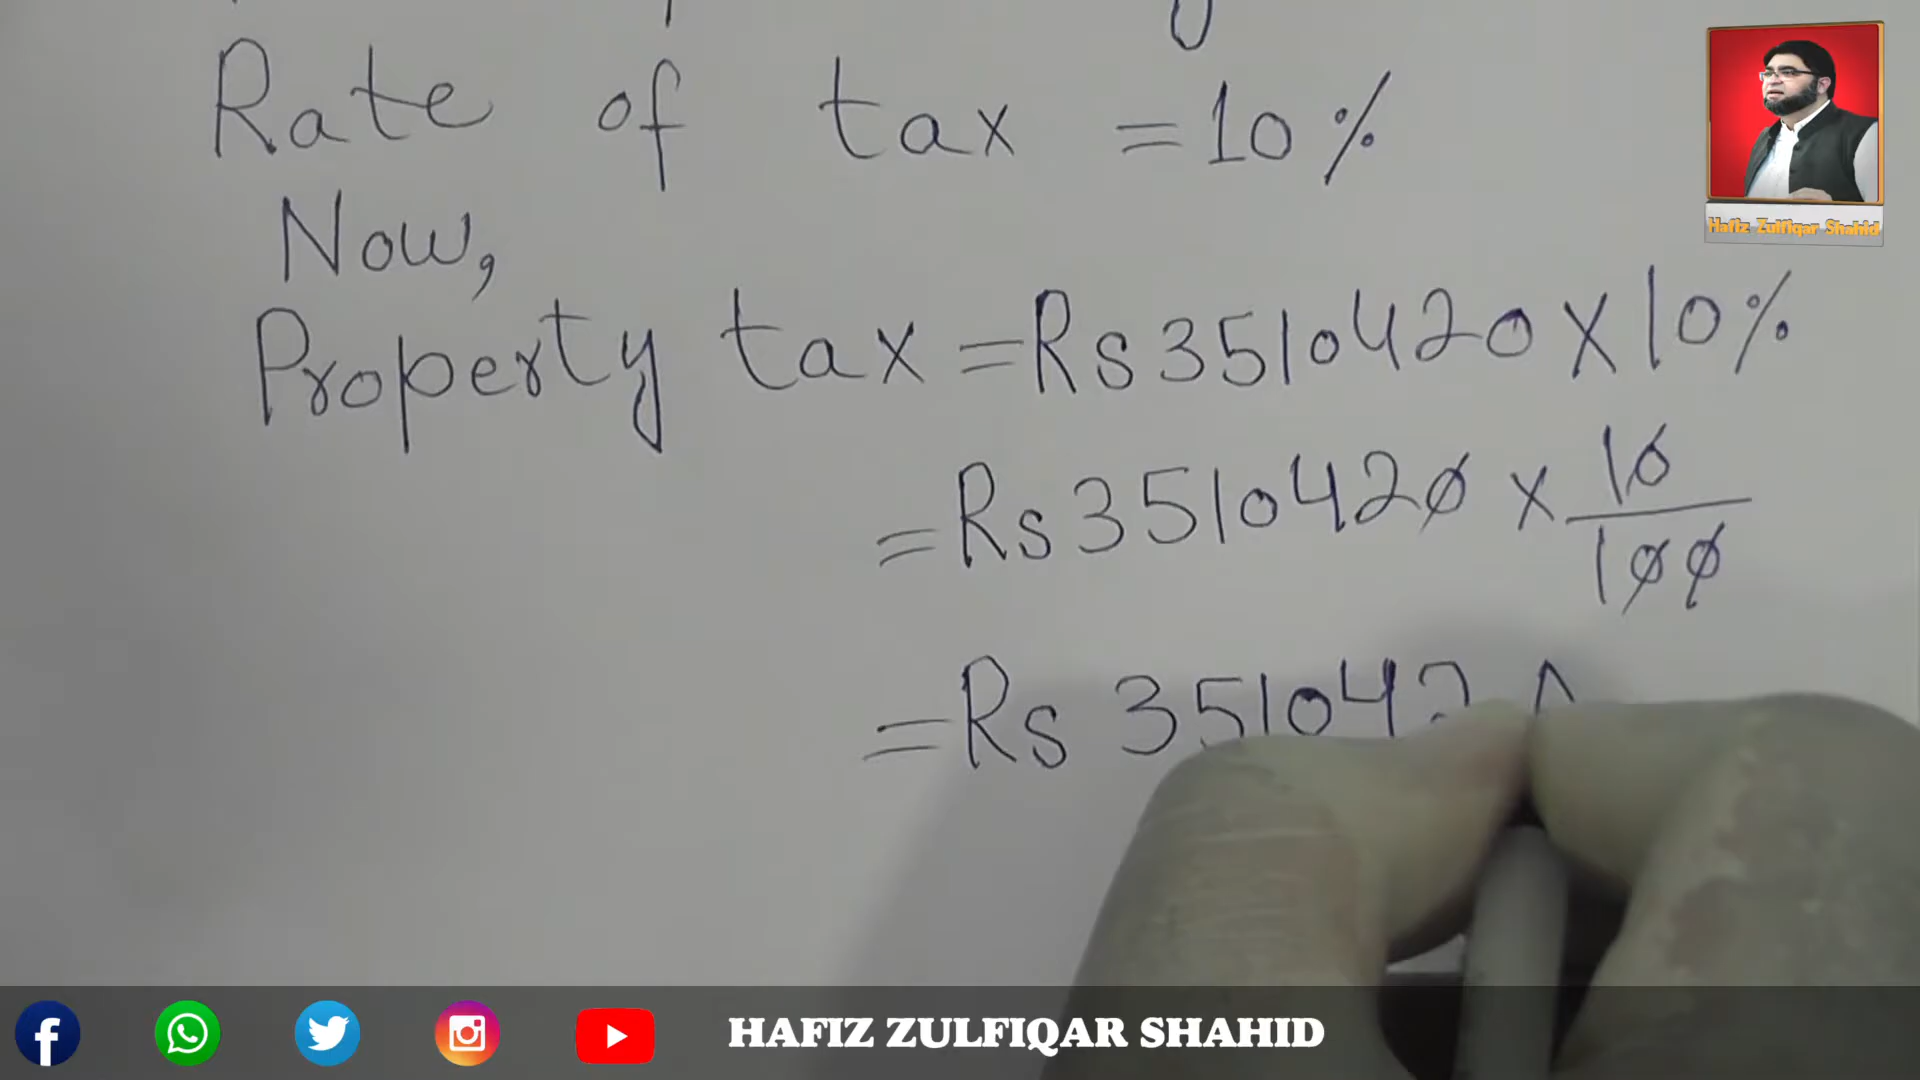 Rate of tax = 10%
Now,
Property tax = Rs 3510420 x 10%
= Rs 3510420 x 10/100
= Rs 351042
Hafiz Zulfiqar Shahid
HAFIZ ZULFIQAR SHAHID